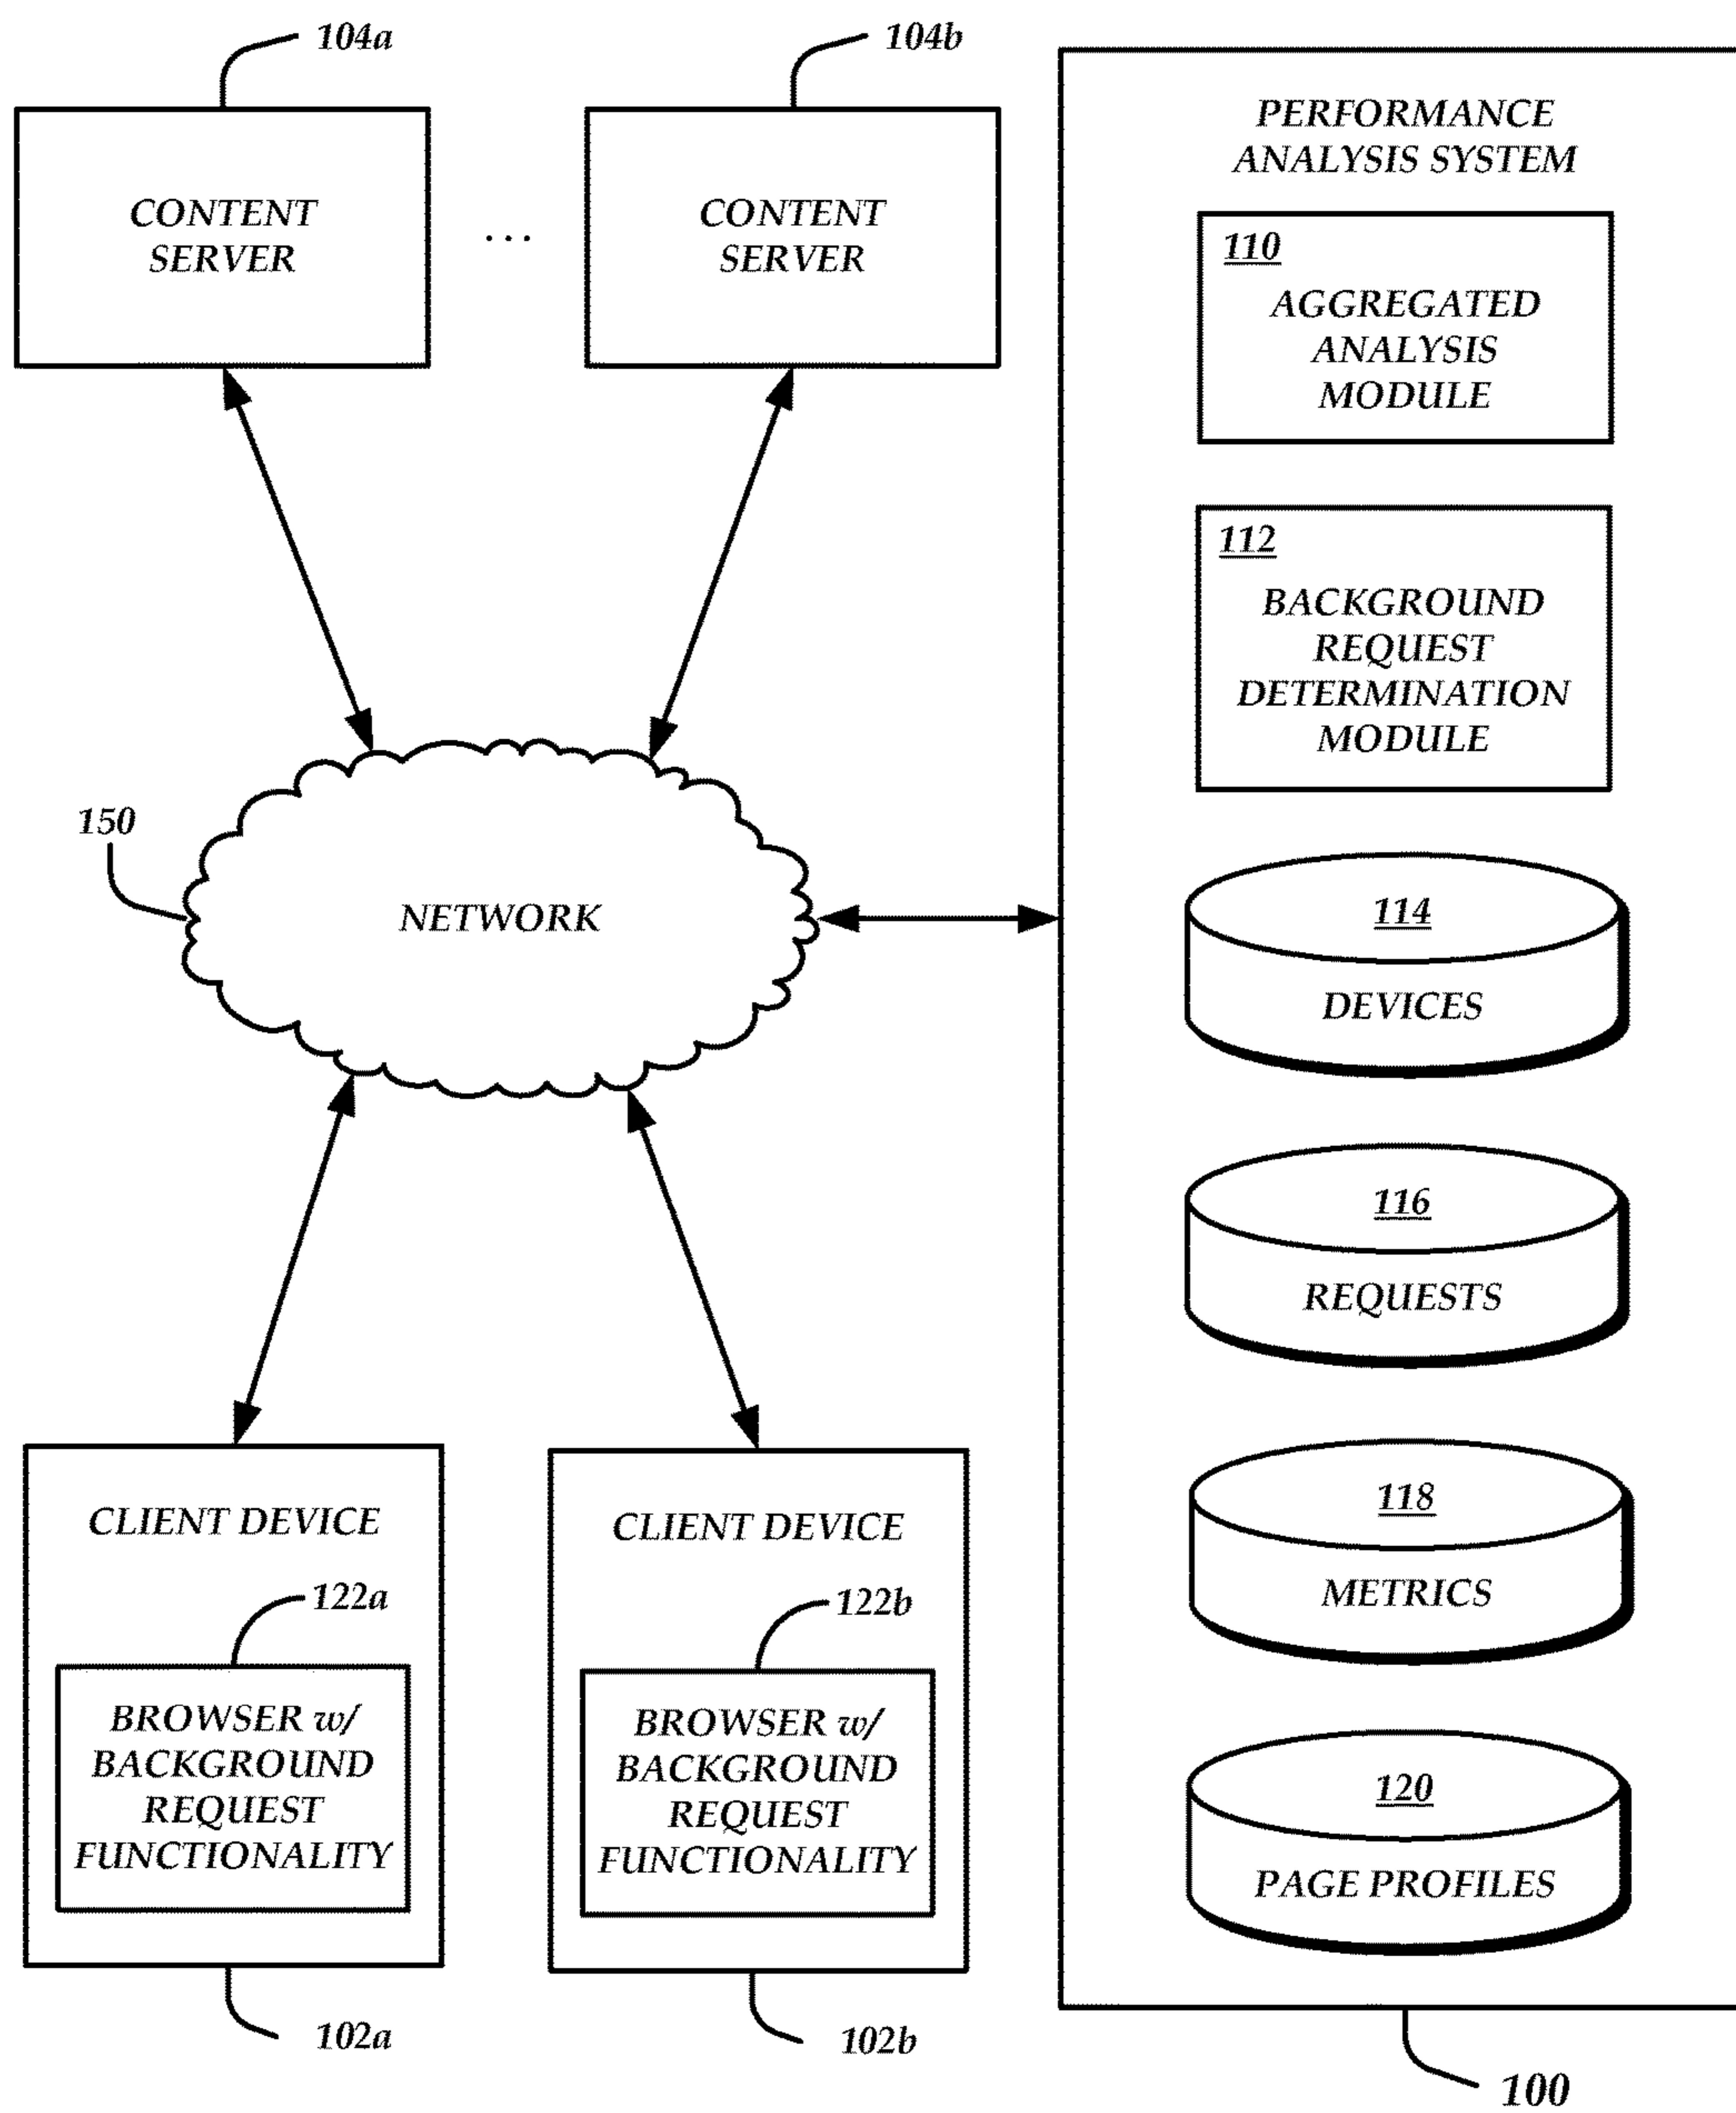 104a
104b
CONTENT
SERVER
...
CONTENT
SERVER
PERFORMANCE
ANALYSIS SYSTEM
110
AGGREGATED
ANALYSIS
MODULE
112
BACKGROUND
REQUEST
DETERMINATION
MODULE
150
NETWORK
114
DEVICES
116
REQUESTS
118
METRICS
120
PAGE PROFILES
CLIENT DEVICE
122a
BROWSER w/
BACKGROUND
REQUEST
FUNCTIONALITY
102a
CLIENT DEVICE
122b
BROWSER w/
BACKGROUND
REQUEST
FUNCTIONALITY
102b
100